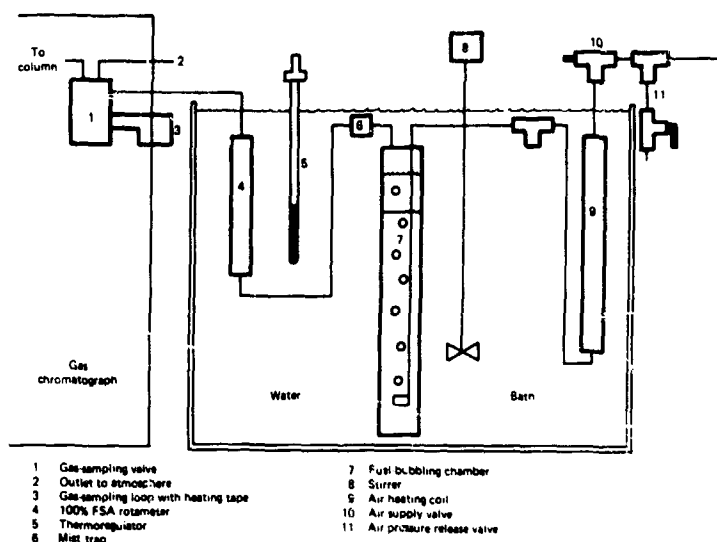 To
column
2
8
10
11
1
3
6
4
5
7
9
Gas
chromatograph
Water
Bath
1 Gas-sampling valve
2 Outlet to atmosphere
3 Gas-sampling loop with heating tape
4 100% FSA rotameter
5 Thermoregulator
6 Mist trap
7 Fuel bubbling chamber
8 Stirrer
9 Air heating coil
10 Air supply valve
11 Air pressure release valve